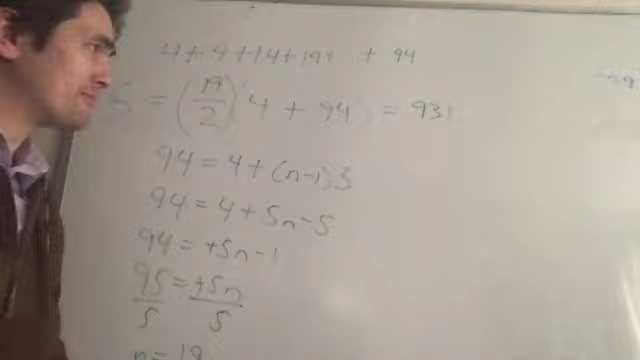 4 + 9 + 14 + 19 + + 94
S = (19/2)(4 + 94) = 931
94 = 4 + (n-1)5
94 = 4 + 5n - 5
94 = +5n - 1
95/5 = +5n/5
n = 19